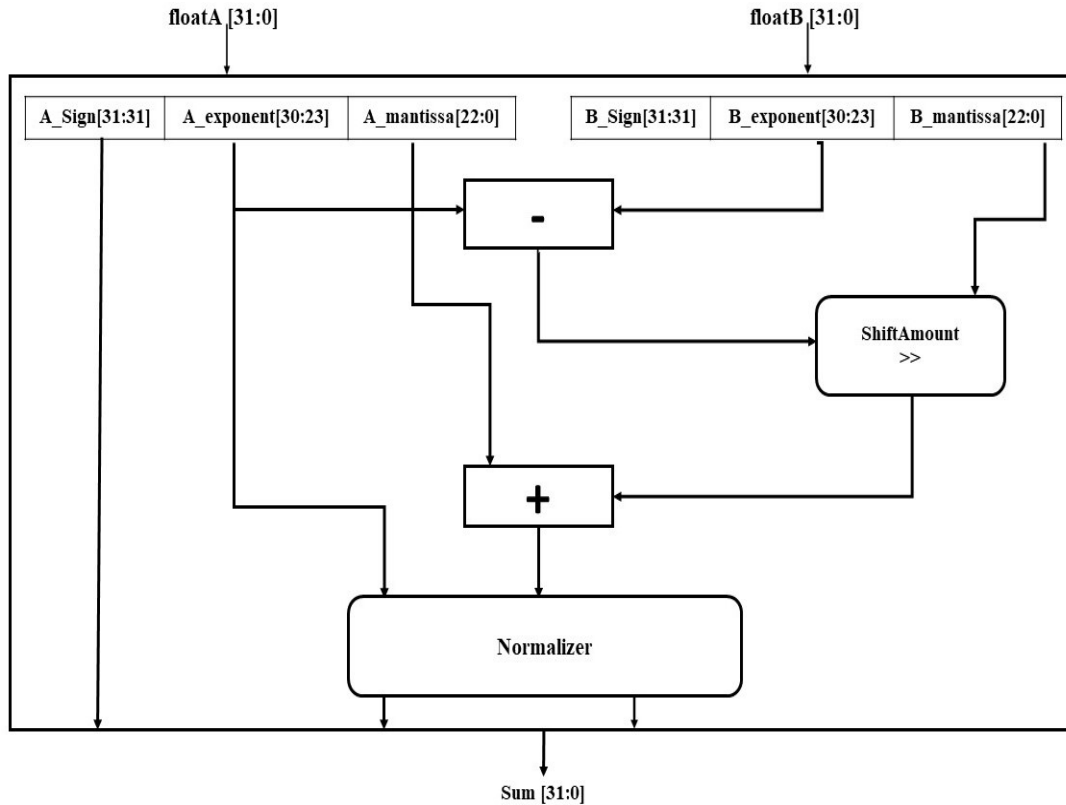 floatA [31:0]
floatB [31:0]
A_Sign[31:31] A_exponent[30:23] A_mantissa[22:0]
B_Sign[31:31] B_exponent[30:23] B_mantissa[22:0]
-
ShiftAmount
>>
+
Normalizer
Sum [31:0]